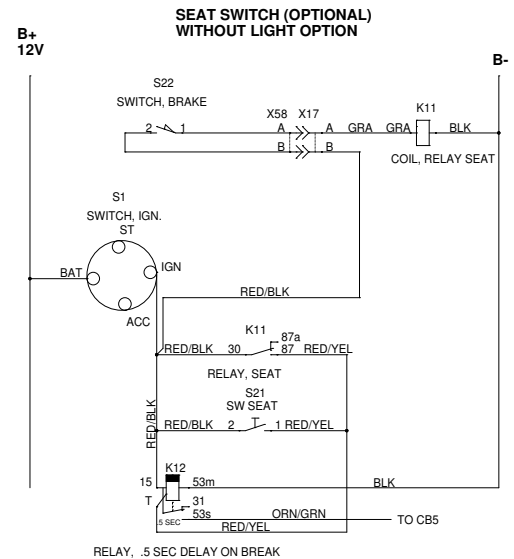 SEAT SWITCH (OPTIONAL)
WITHOUT LIGHT OPTION
B+
12V
B-
S22
SWITCH, BRAKE
X58 X17
K11
2 1 A A GRA GRA BLK
B B
COIL, RELAY SEAT
S1
SWITCH, IGN.
ST
BAT IGN
ACC
RED/BLK
K11
87a
RED/BLK 30 87 RED/YEL
RELAY, SEAT
S21
SW SEAT
RED/BLK
RED/BLK 2 1 RED/YEL
K12
15 53m BLK
T 31
53s ORN/GRN TO CB5
.5 SEC RED/YEL
RELAY, .5 SEC DELAY ON BREAK